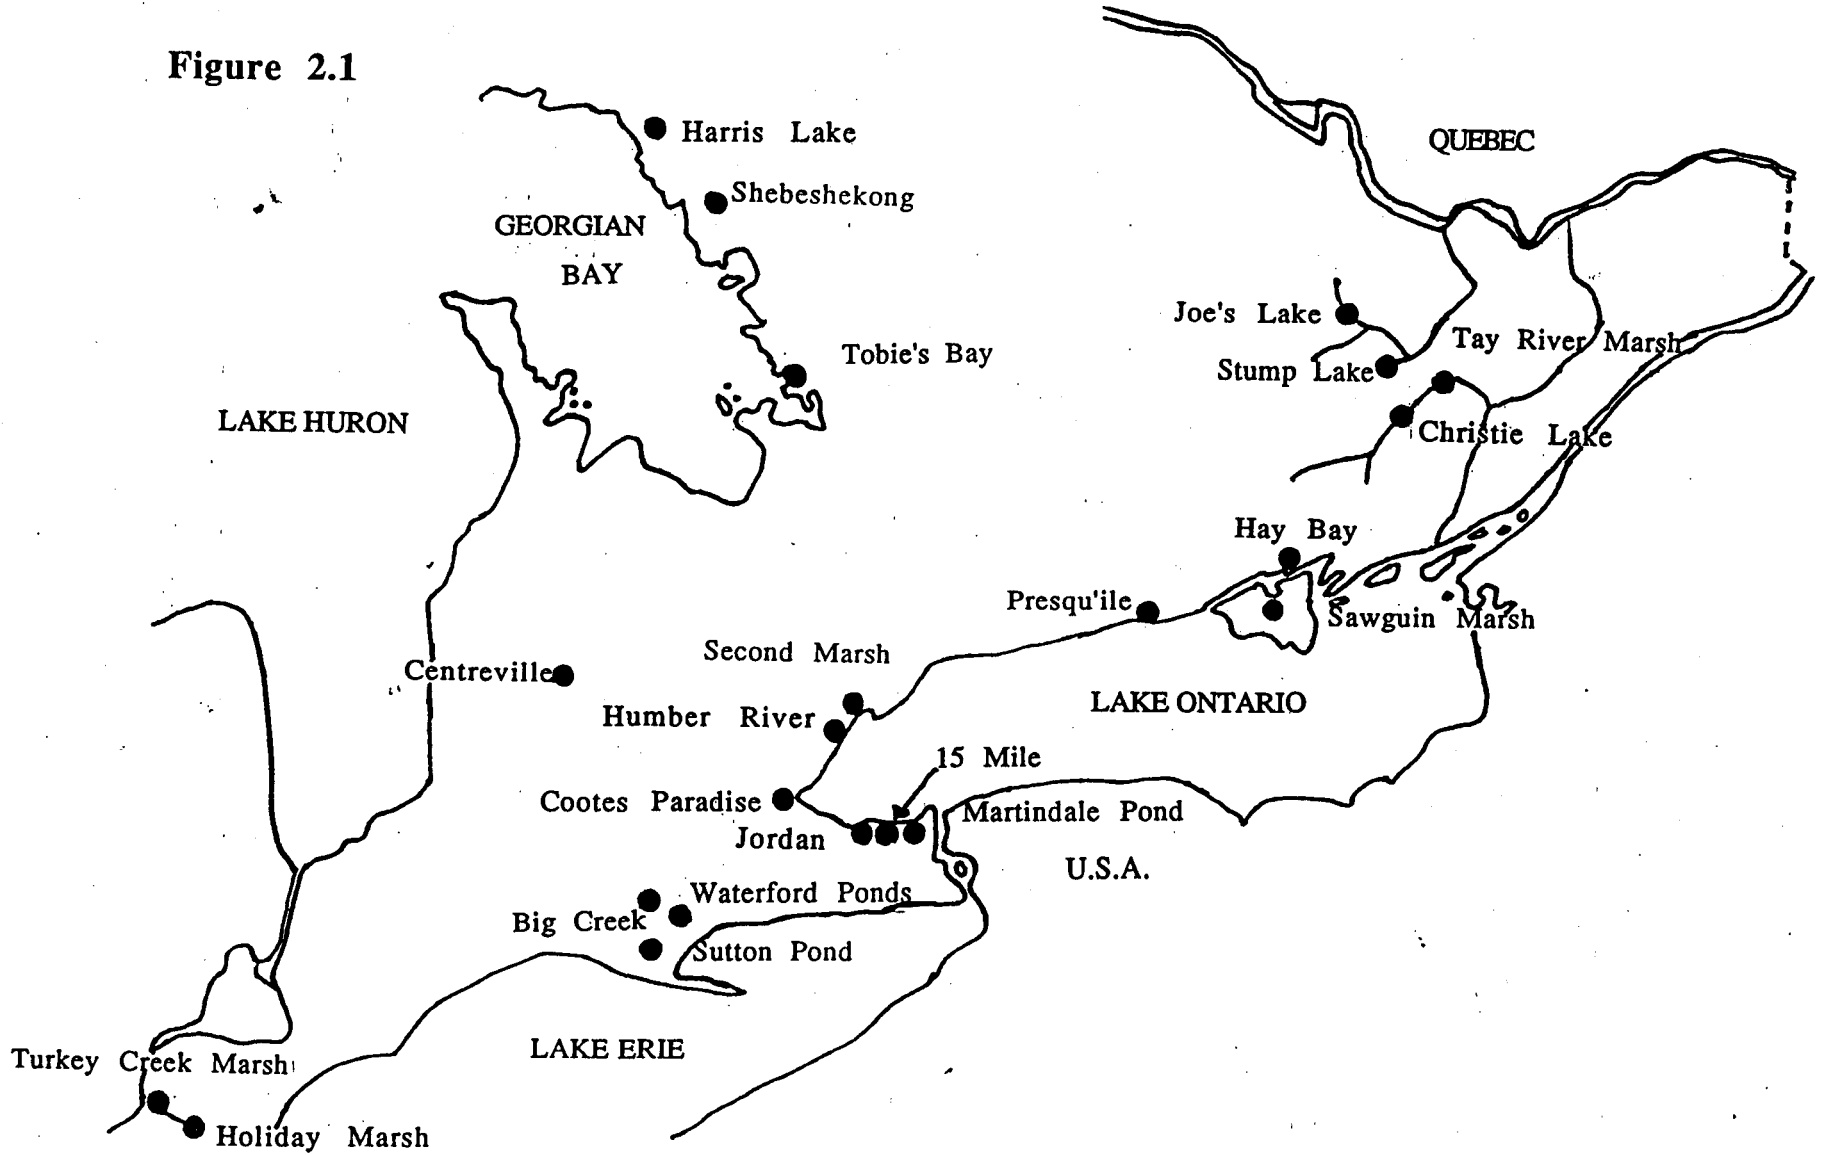 Figure 2.1
Harris Lake
QUEBEC
Shebeshekong
GEORGIAN
BAY
Joe's Lake
Tay River Marsh
Tobie's Bay
Stump Lake
LAKE HURON
Christie Lake
Hay Bay
Presqu'ile
Sawguin Marsh
Second Marsh
Centreville
LAKE ONTARIO
Humber River
15 Mile
Cootes Paradise
Martindale Pond
Jordan
U.S.A.
Waterford Ponds
Big Creek
Sutton Pond
LAKE ERIE
Turkey Creek Marsh
Holiday Marsh